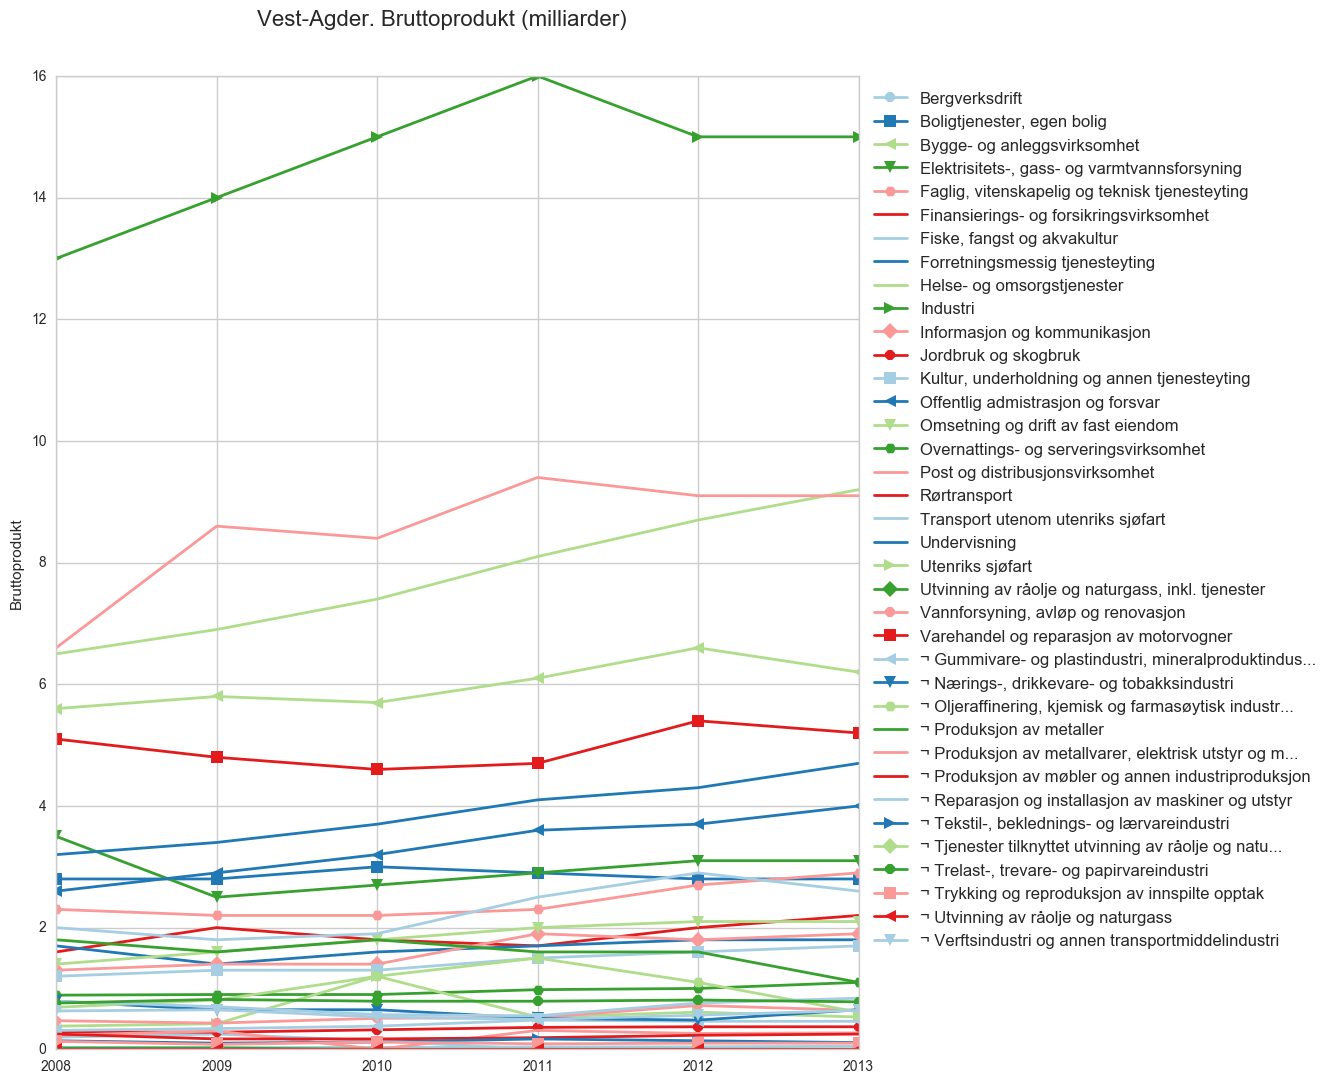 Vest-Agder. Bruttoprodukt (milliarder)
16
14
12
10
8
6
4
2
0
Bruttoprodukt
2008 2009 2010 2011 2012 2013
Bergverksdrift
Boligtjenester, egen bolig
Bygge- og anleggsvirksomhet
Elektrisitets-, gass- og varmtvannsforsyning
Faglig, vitenskapelig og teknisk tjenesteyting
Finansierings- og forsikringsvirksomhet
Fiske, fangst og akvakultur
Forretningsmessig tjenesteyting
Helse- og omsorgstjenester
Industri
Informasjon og kommunikasjon
Jordbruk og skogbruk
Kultur, underholdning og annen tjenesteyting
Offentlig admistrasjon og forsvar
Omsetning og drift av fast eiendom
Overnattings- og serveringsvirksomhet
Post og distribusjonsvirksomhet
Rørtransport
Transport utenom utenriks sjøfart
Undervisning
Utenriks sjøfart
Utvinning av råolje og naturgass, inkl. tjenester
Vannforsyning, avløp og renovasjon
Varehandel og reparasjon av motorvogner
¬ Gummivare- og plastindustri, mineralproduktindus...
¬ Nærings-, drikkevare- og tobakksindustri
¬ Oljeraffinering, kjemisk og farmasøytisk industr...
¬ Produksjon av metaller
¬ Produksjon av metallvarer, elektrisk utstyr og m...
¬ Produksjon av møbler og annen industriproduksjon
¬ Reparasjon og installasjon av maskiner og utstyr
¬ Tekstil-, beklednings- og lærvareindustri
¬ Tjenester tilknyttet utvinning av råolje og natu...
¬ Trelast-, trevare- og papirvareindustri
¬ Trykking og reproduksjon av innspilte opptak
¬ Utvinning av råolje og naturgass
¬ Verftsindustri og annen transportmiddelindustri